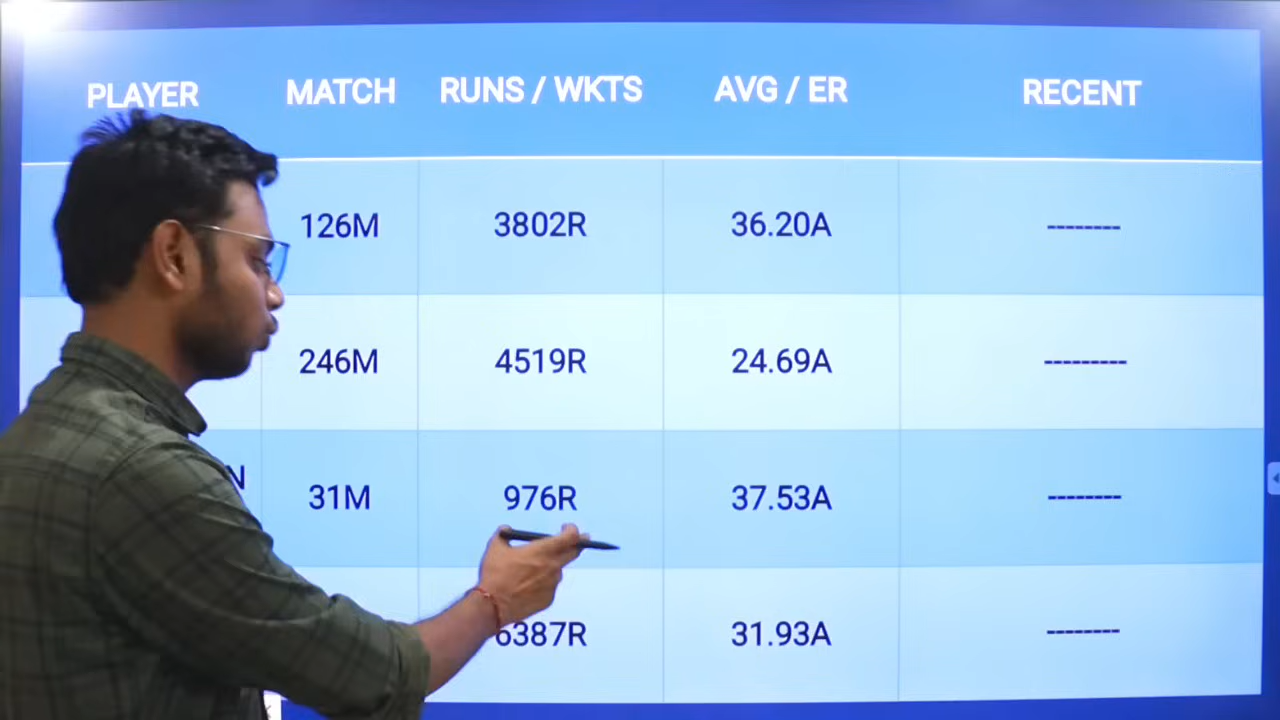 PLAYER MATCH RUNS / WKTS AVG / ER RECENT
126M 3802R 36.20A --------
246M 4519R 24.69A ---------
N 31M 976R 37.53A --------
6387R 31.93A --------